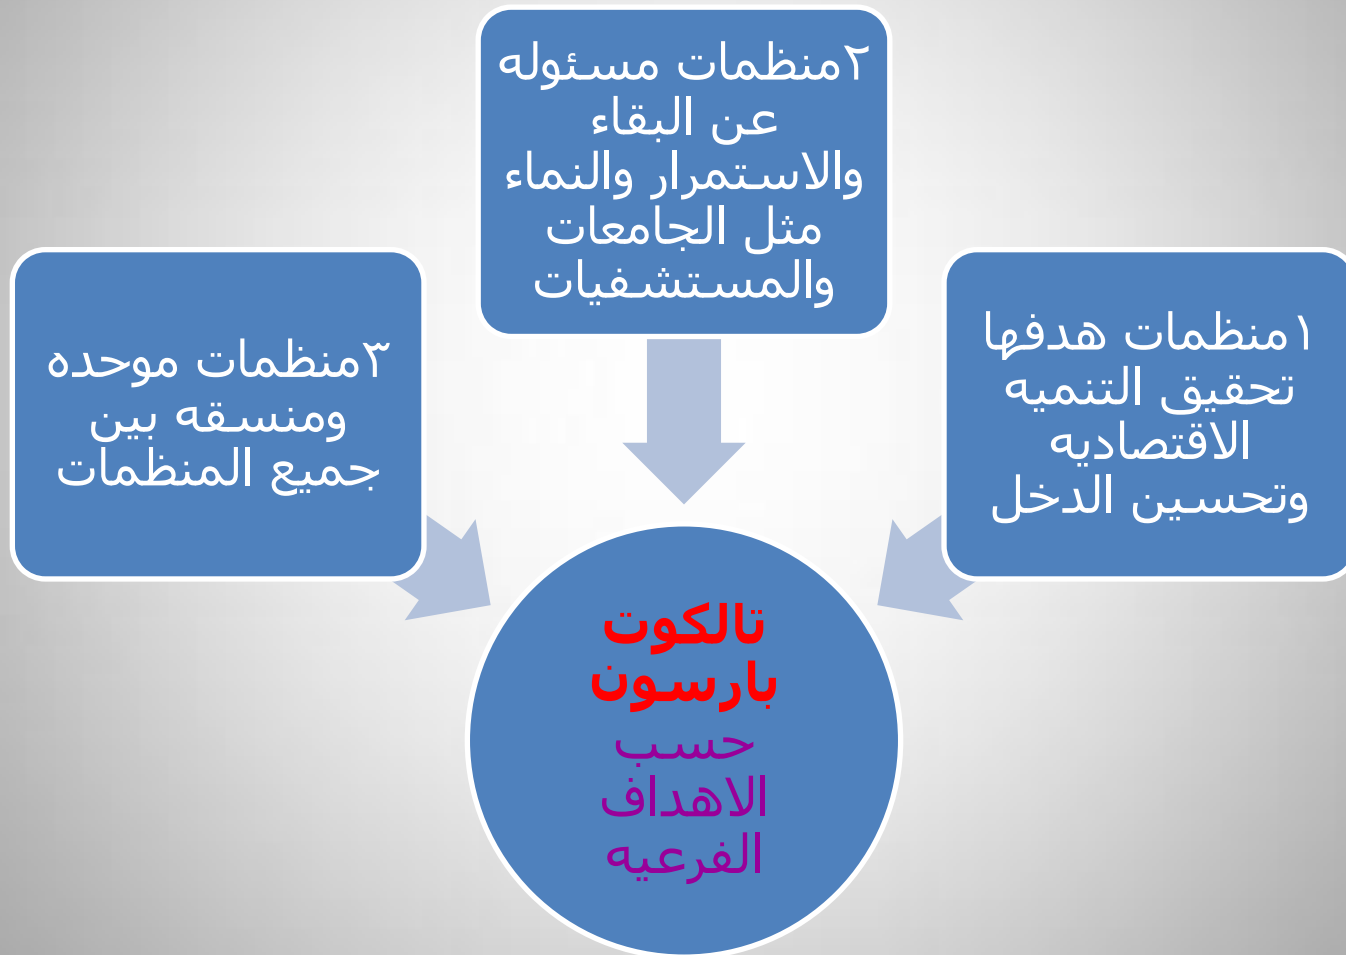 ١منظمات هدفها
تحقيق التنميه
الاقتصاديه
وتحسين الدخل
٢منظمات مسئوله
عن البقاء
والاستمرار والنماء
مثل الجامعات
والمستشفيات
٣منظمات موحده
ومنسقه بين
جميع المنظمات
تالكوت
بارسون
حسب
الاهداف
الفرعيه